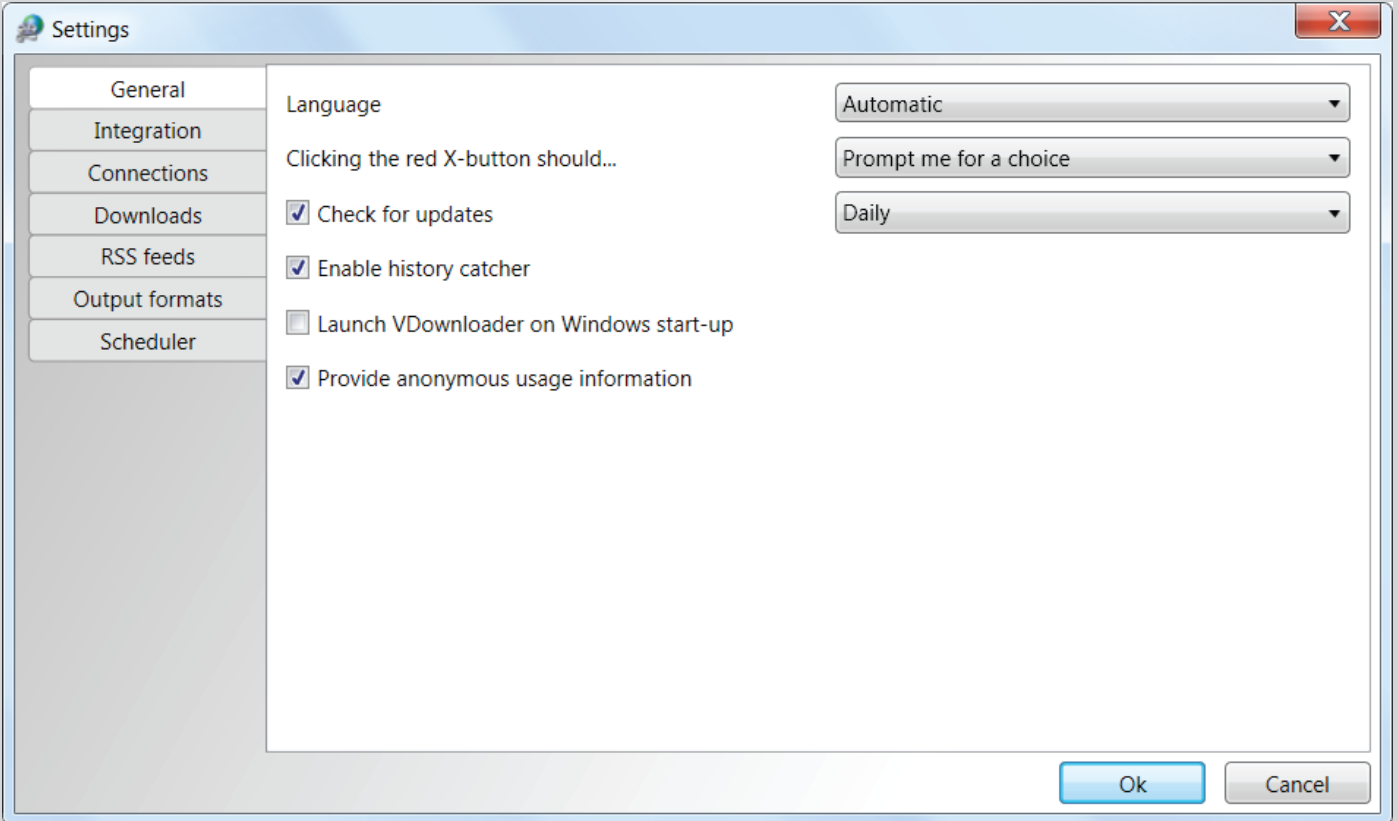 Settings
General
Integration
Connections
Downloads
RSS feeds
Output formats
Scheduler
Language
Automatic
Clicking the red X-button should...
Prompt me for a choice
Check for updates
Daily
Enable history catcher
Launch VDownloader on Windows start-up
Provide anonymous usage information
Ok
Cancel